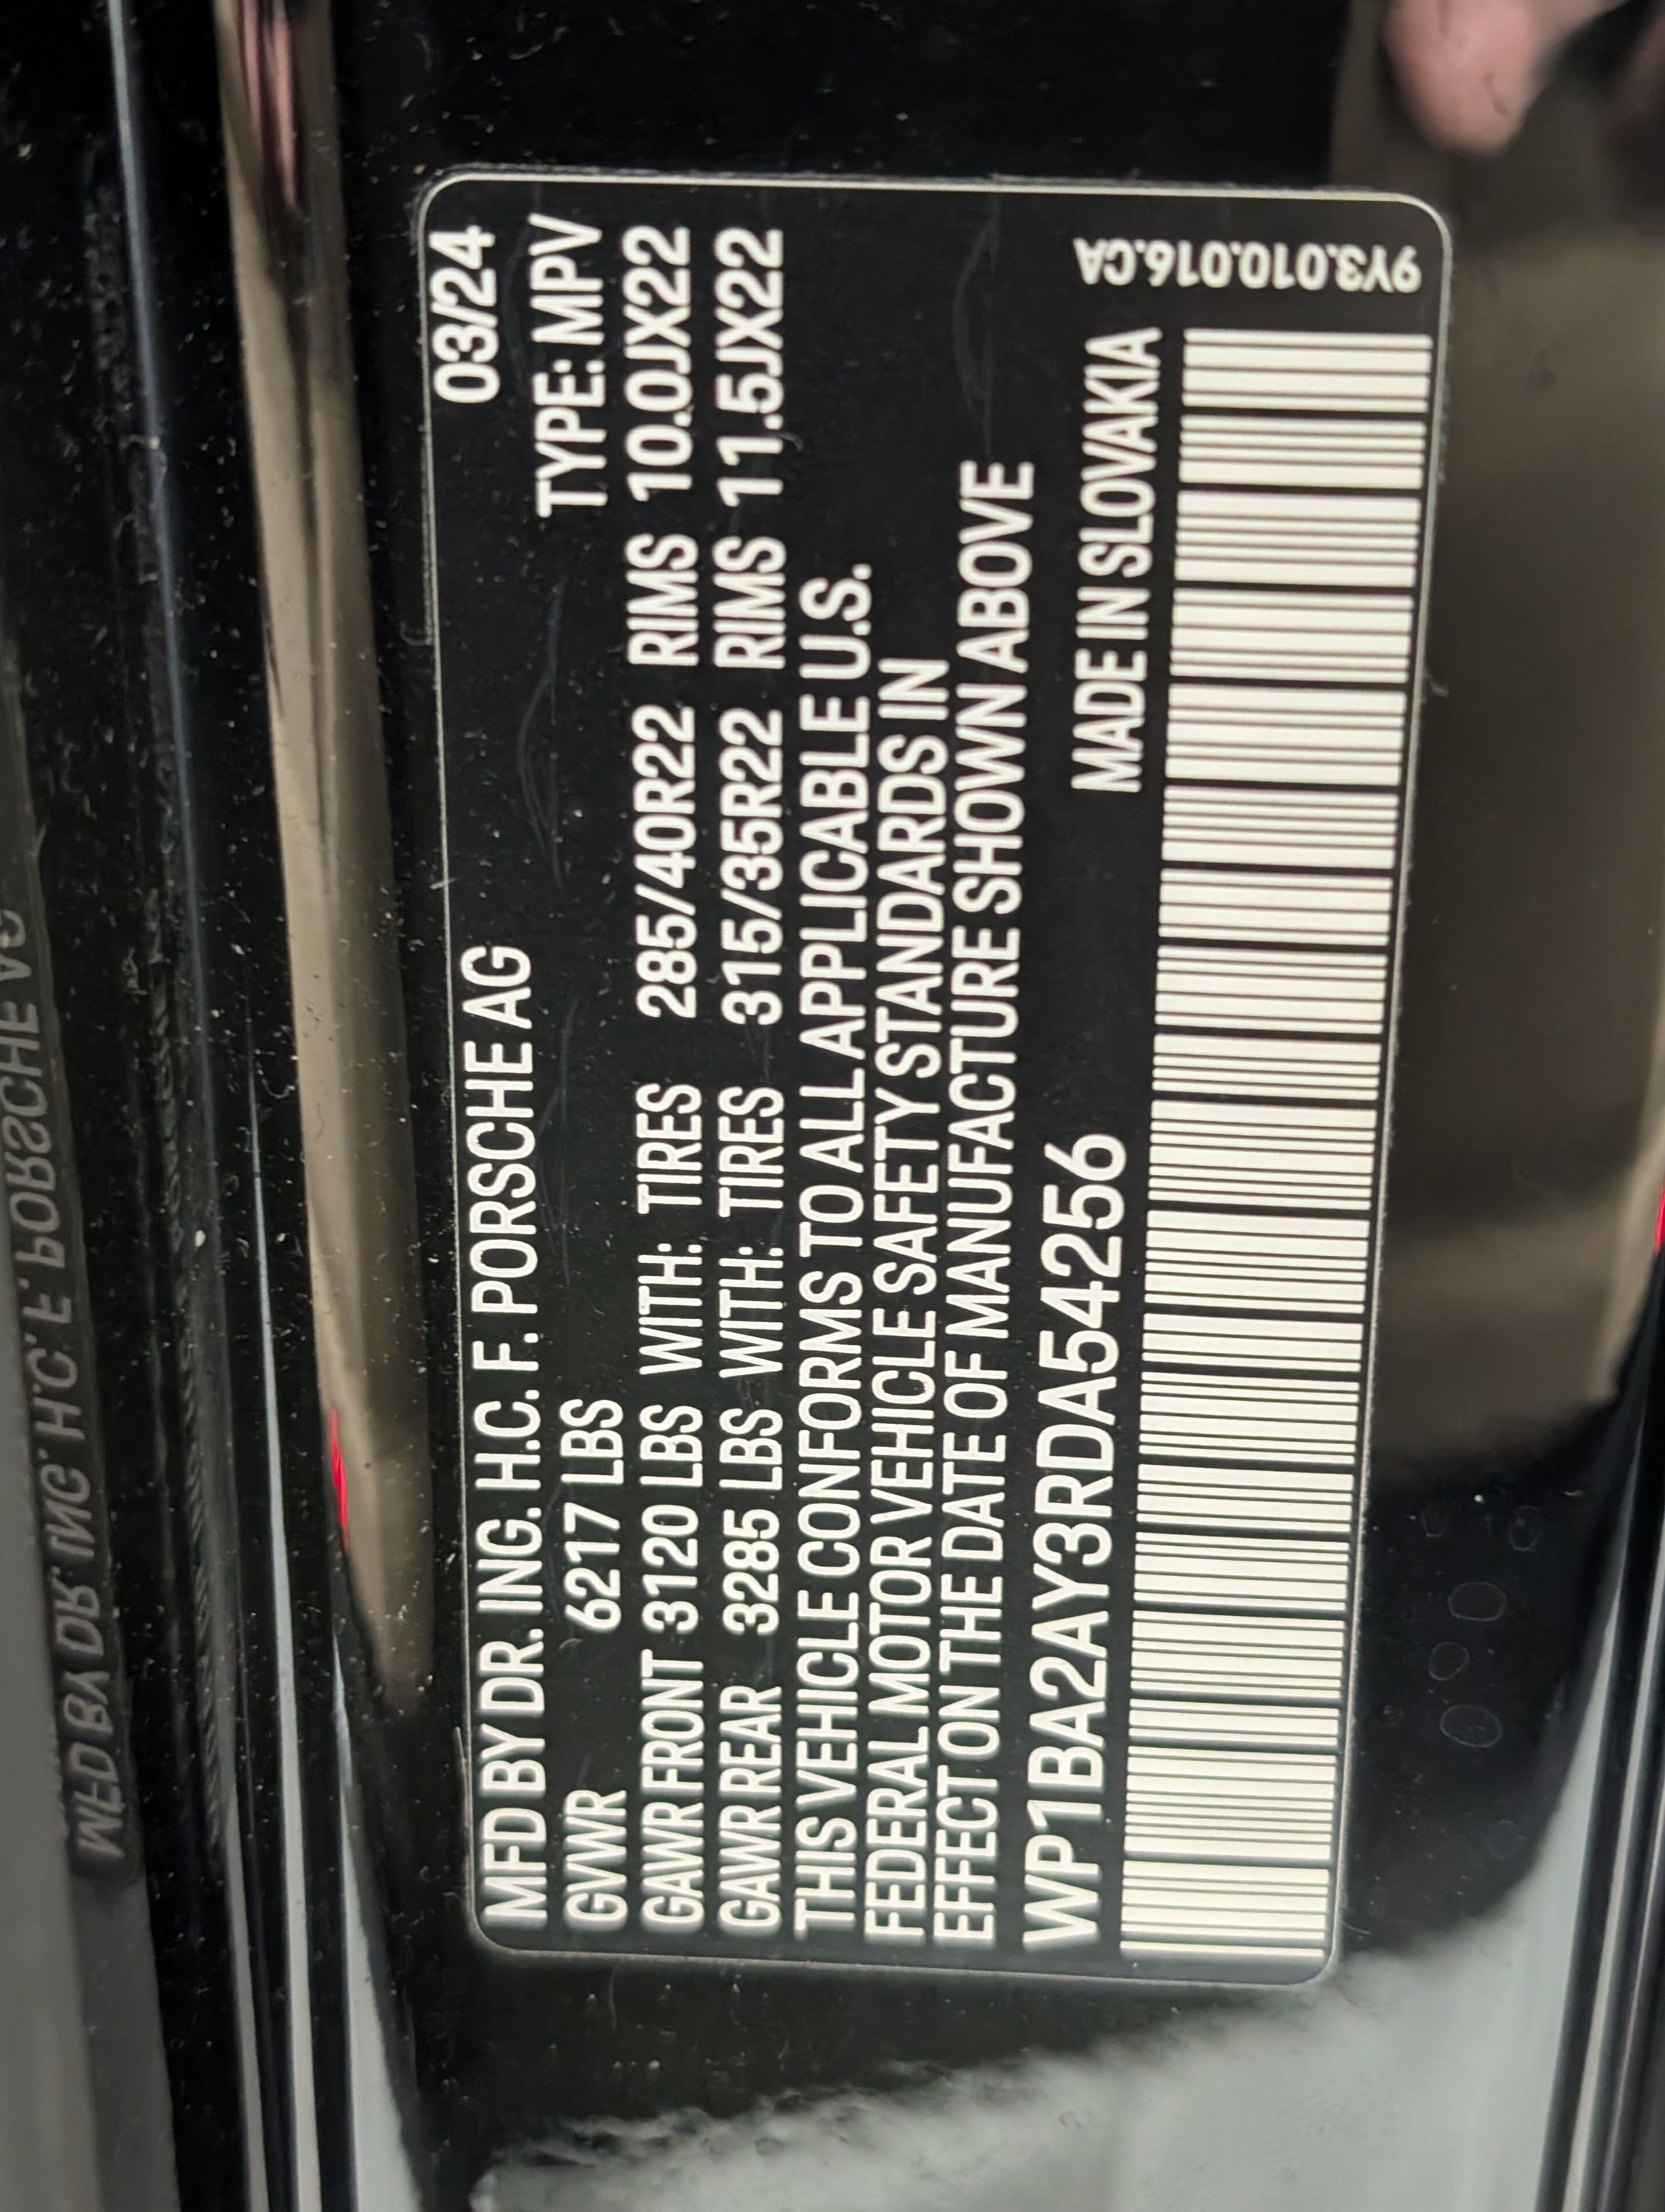 MFD BY DR. ING. H.C. F. PORSCHE AG 03/24
GVWR 6217 LBS TYPE: MPV
GAWR FRONT 3120 LBS WITH: TIRES 285/40R22 RIMS 10.0JX22
GAWR REAR 3285 LBS WITH: TIRES 315/35R22 RIMS 11.5JX22
THIS VEHICLE CONFORMS TO ALL APPLICABLE U.S.
FEDERAL MOTOR VEHICLE SAFETY STANDARDS IN
EFFECT ON THE DATE OF MANUFACTURE SHOWN ABOVE
WP1BA2AY3RDA54256 MADE IN SLOVAKIA
9Y3.010.016.CA